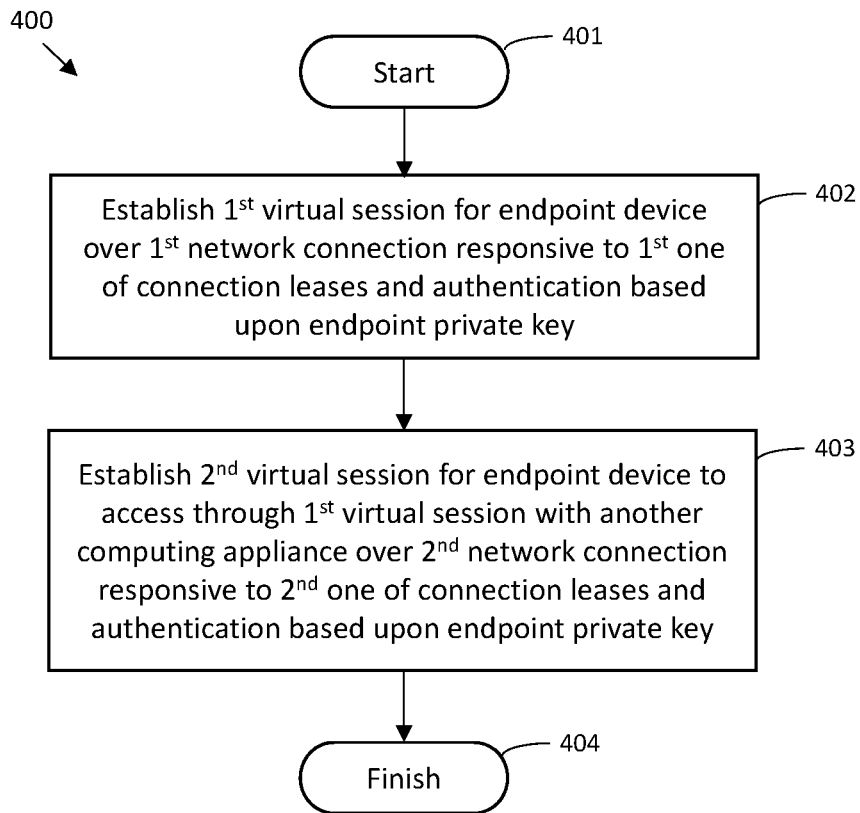 400
401
Start
402
Establish 1st virtual session for endpoint device
over 1st network connection responsive to 1st one
of connection leases and authentication based
upon endpoint private key
403
Establish 2nd virtual session for endpoint device to
access through 1st virtual session with another
computing appliance over 2nd network connection
responsive to 2nd one of connection leases and
authentication based upon endpoint private key
404
Finish